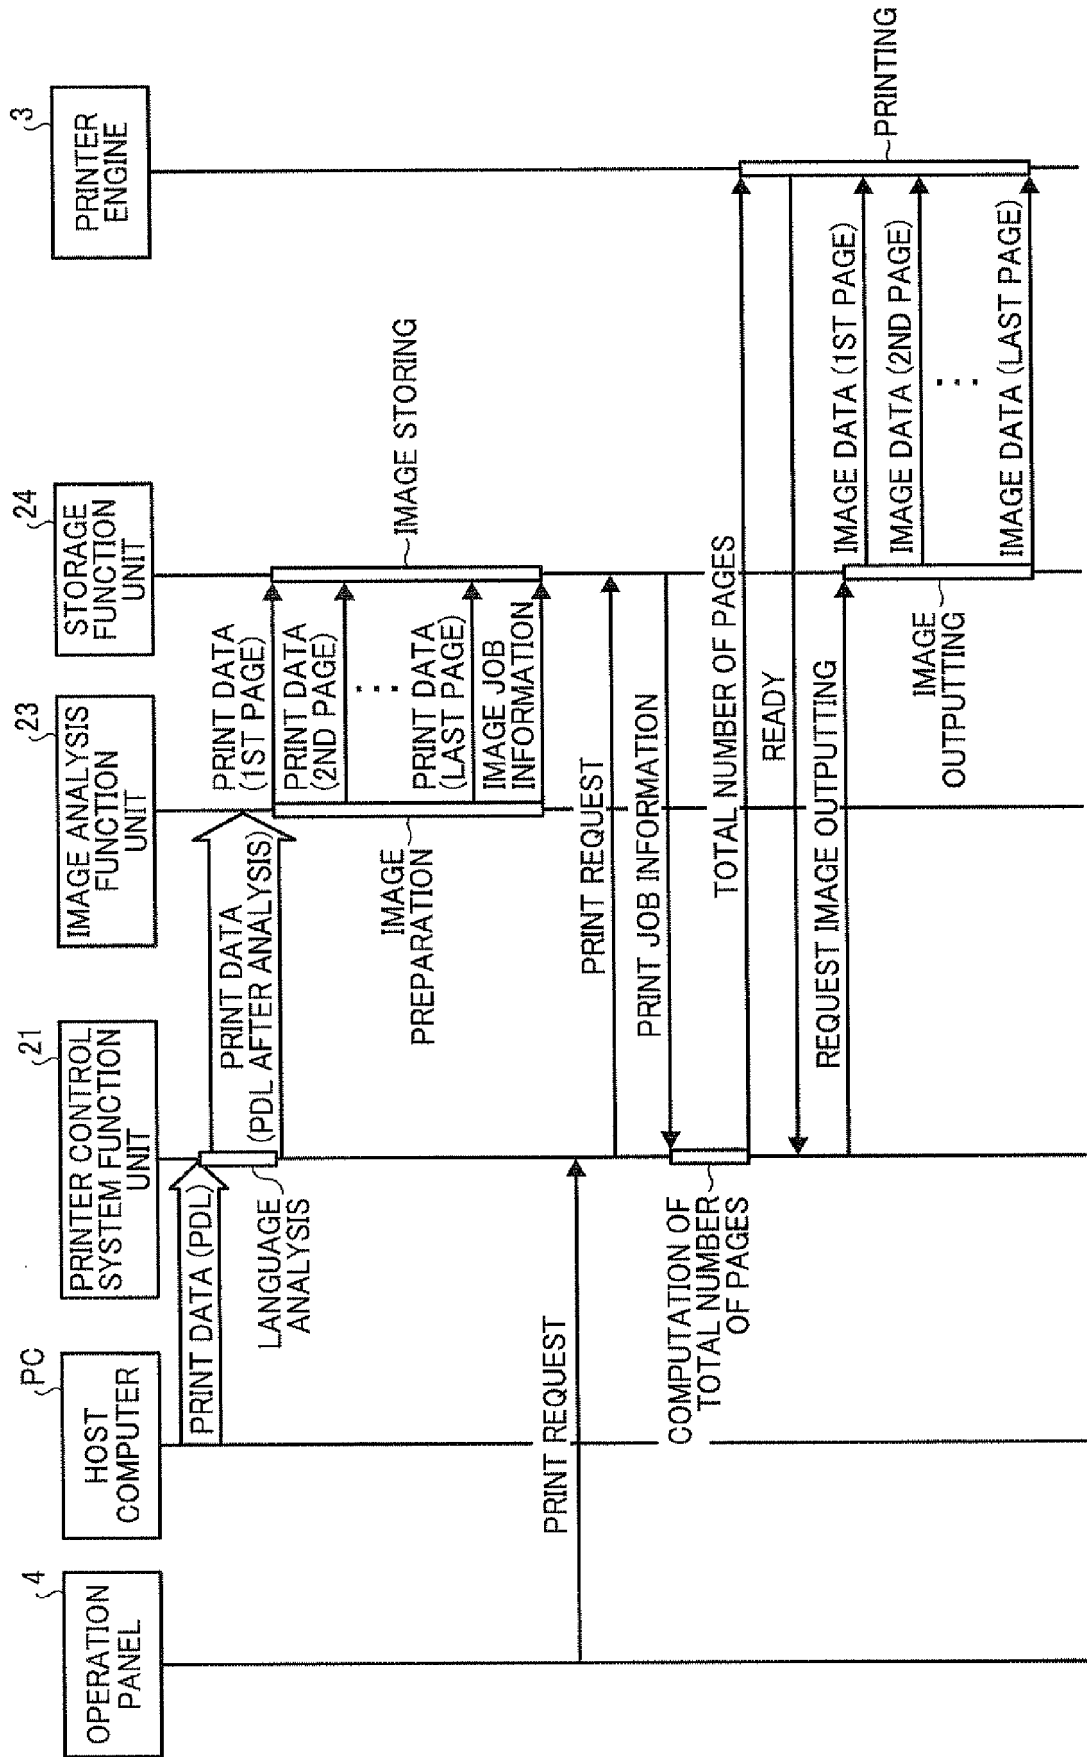 4
OPERATION
PANEL
PC
HOST
COMPUTER
21
PRINTER CONTROL
SYSTEM FUNCTION
UNIT
23
IMAGE ANALYSIS
FUNCTION
UNIT
24
STORAGE
FUNCTION
UNIT
3
PRINTER
ENGINE
PRINT DATA (PDL)
LANGUAGE
ANALYSIS
PRINT DATA
(PDL AFTER ANALYSIS)
PRINT DATA
(1ST PAGE)
PRINT DATA
(2ND PAGE)
...
PRINT DATA
(LAST PAGE)
IMAGE JOB
INFORMATION
IMAGE
PREPARATION
IMAGE STORING
PRINT REQUEST
PRINT REQUEST
PRINT JOB INFORMATION
COMPUTATION OF
TOTAL NUMBER
OF PAGES
TOTAL NUMBER OF PAGES
READY
REQUEST IMAGE OUTPUTTING
IMAGE
OUTPUTTING
IMAGE DATA (1ST PAGE)
IMAGE DATA (2ND PAGE)
...
IMAGE DATA (LAST PAGE)
PRINTING